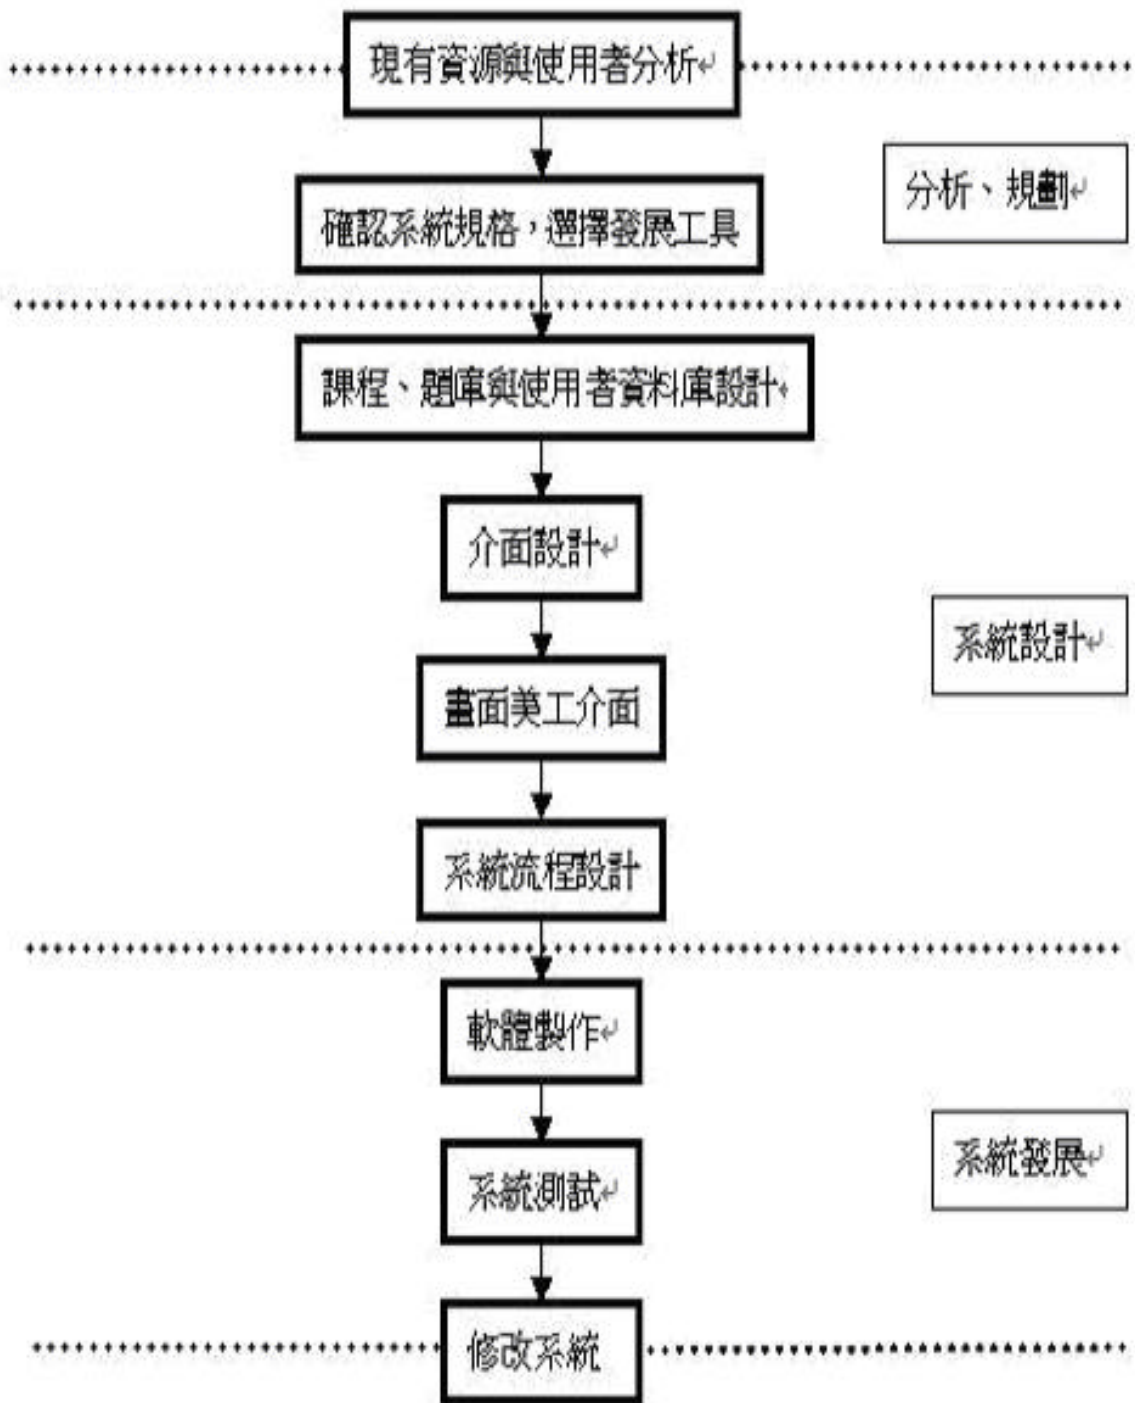 現有資源與使用者分析
分析、規劃
確認系統規格，選擇發展工具
課程、題庫與使用者資料庫設計
介面設計
系統設計
畫面美工介面
系統流程設計
軟體製作
系統發展
系統測試
修改系統